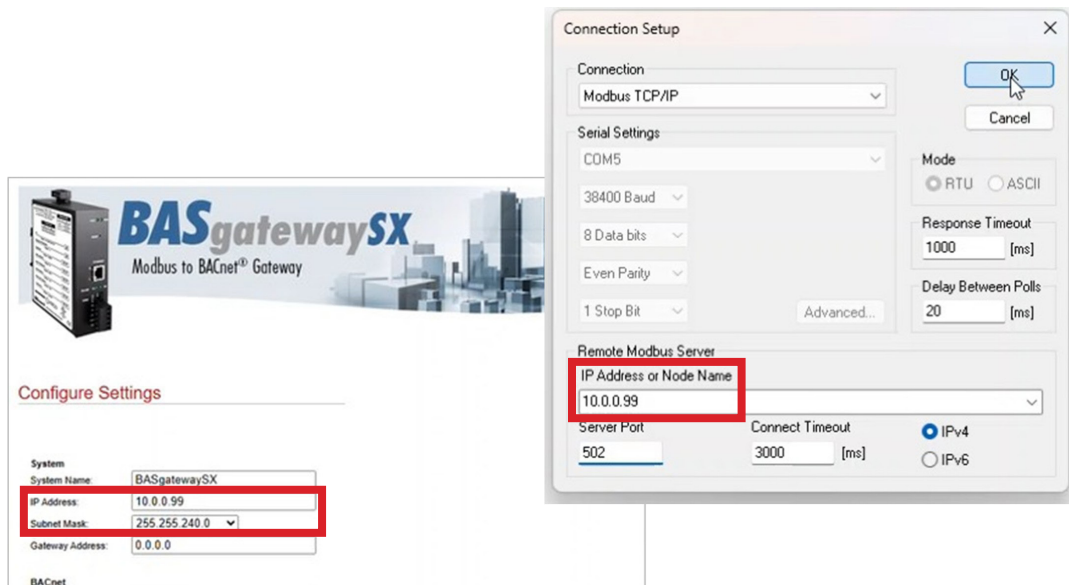 Connection Setup
Connection
Modbus TCP/IP
OK
Cancel
Serial Settings
COM5
38400 Baud
8 Data bits
Even Parity
1 Stop Bit
Advanced...
Mode
RTU
ASCII
Response Timeout
1000 [ms]
Delay Between Polls
20 [ms]
Remote Modbus Server
IP Address or Node Name
10.0.0.99
Server Port
502
Connect Timeout
3000 [ms]
IPv4
IPv6
BASgatewaySX
Modbus to BACnet® Gateway
Configure Settings
System
System Name: BASgatewaySX
IP Address: 10.0.0.99
Subnet Mask: 255.255.240.0
Gateway Address: 0.0.0.0
BACnet